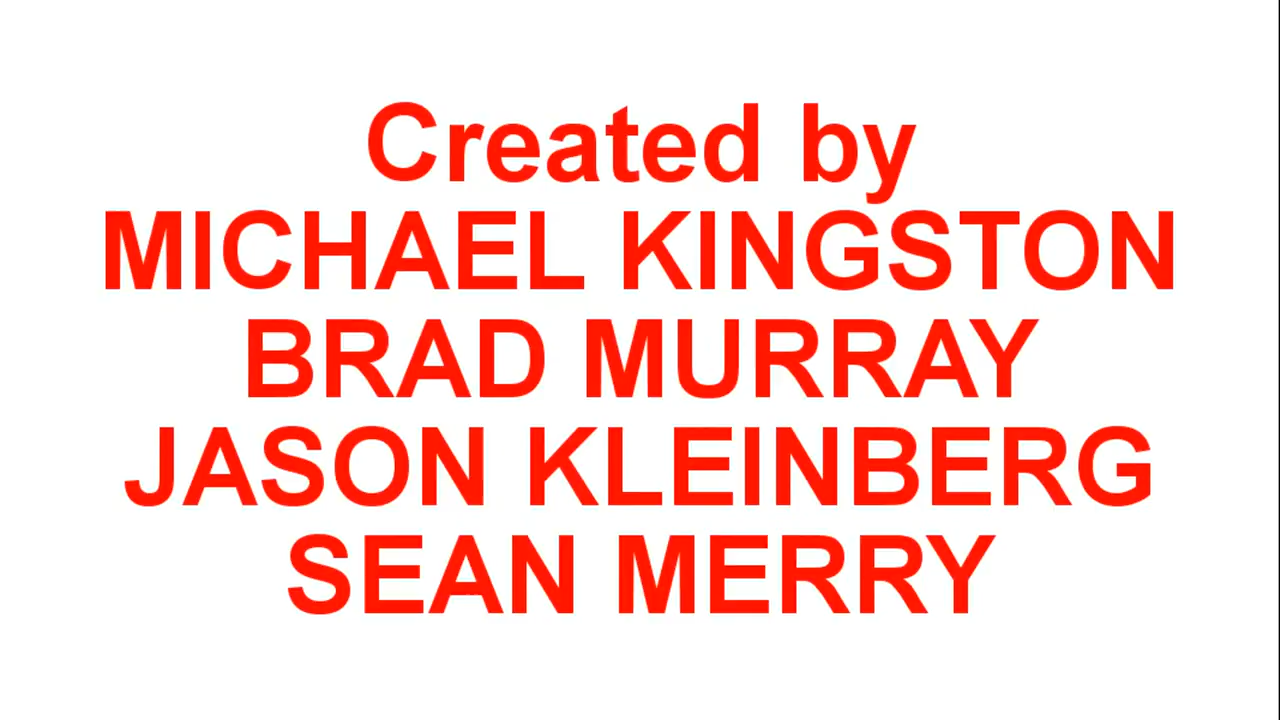 Created by
MICHAEL KINGSTON
BRAD MURRAY
JASON KLEINBERG
SEAN MERRY